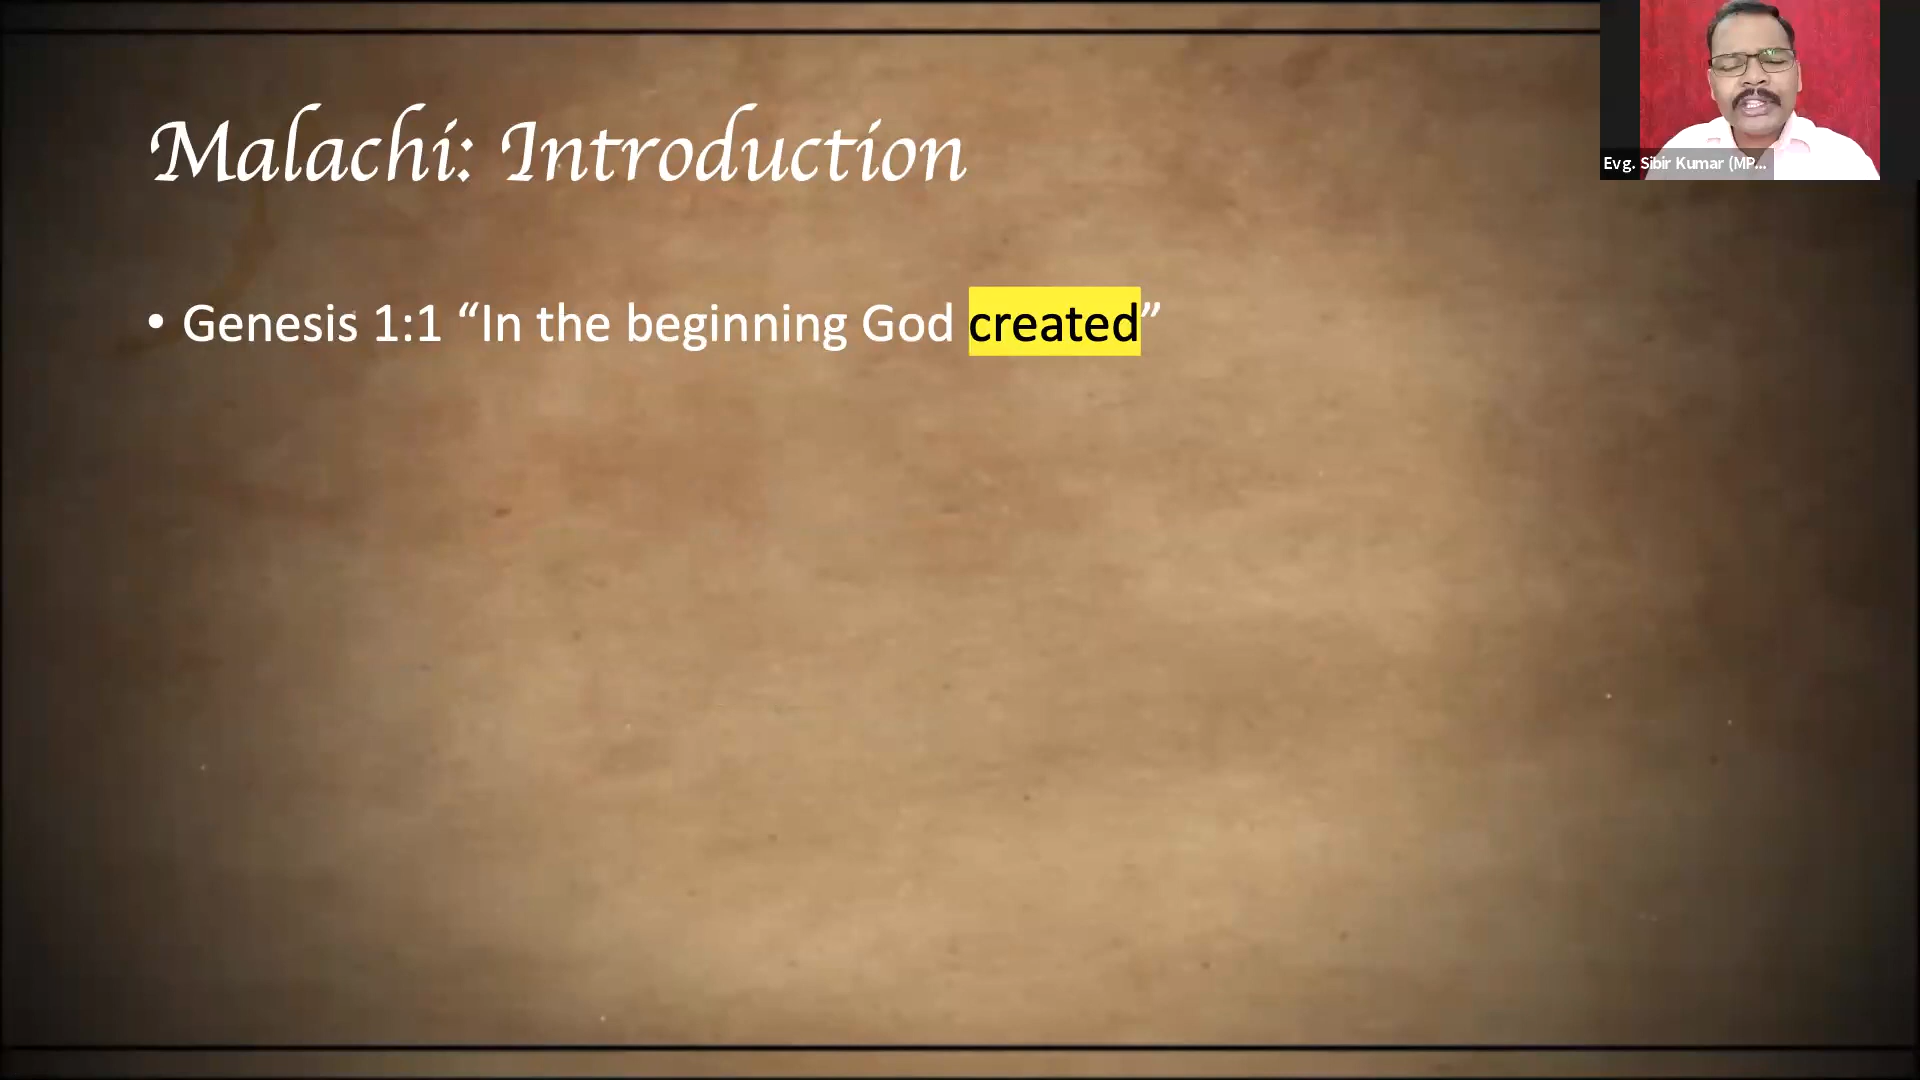 Malachi: Introduction
• Genesis 1:1 “In the beginning God created”
Evg. Sibir Kumar (MP...